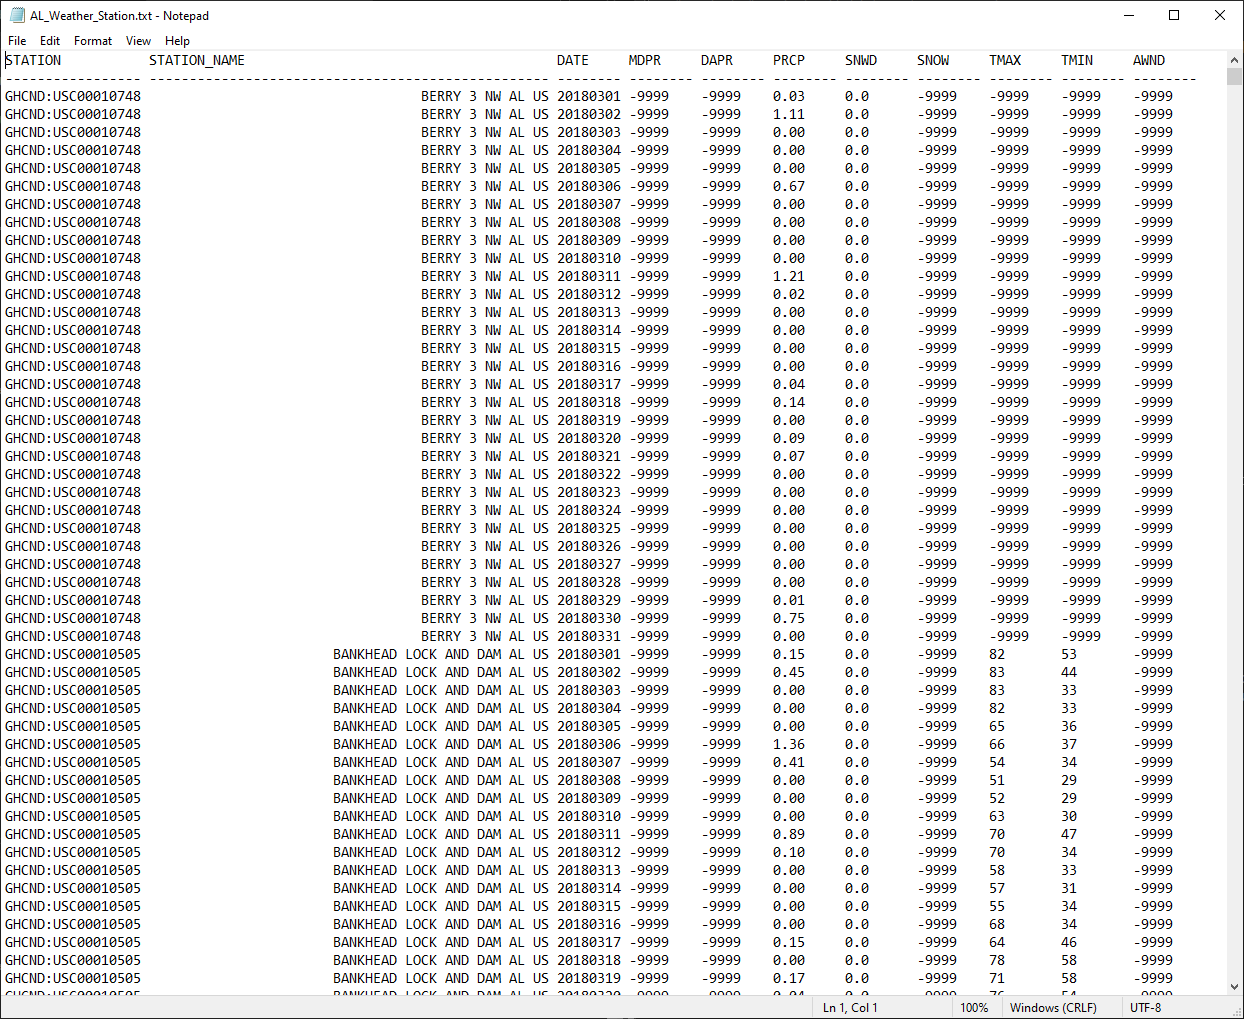 AL_Weather_Station.txt - Notepad
File Edit Format View Help
STATION STATION_NAME DATE MDPR DAPR PRCP SNWD SNOW TMAX TMIN AWND
----------------- -------------------------------------------------- -------- -------- -------- -------- -------- -------- -------- -------- --------
GHCND:USC00010748 BERRY 3 NW AL US 20180301 -9999 -9999 0.03 0.0 -9999 -9999 -9999 -9999
GHCND:USC00010748 BERRY 3 NW AL US 20180302 -9999 -9999 1.11 0.0 -9999 -9999 -9999 -9999
GHCND:USC00010748 BERRY 3 NW AL US 20180303 -9999 -9999 0.00 0.0 -9999 -9999 -9999 -9999
GHCND:USC00010748 BERRY 3 NW AL US 20180304 -9999 -9999 0.00 0.0 -9999 -9999 -9999 -9999
GHCND:USC00010748 BERRY 3 NW AL US 20180305 -9999 -9999 0.00 0.0 -9999 -9999 -9999 -9999
GHCND:USC00010748 BERRY 3 NW AL US 20180306 -9999 -9999 0.67 0.0 -9999 -9999 -9999 -9999
GHCND:USC00010748 BERRY 3 NW AL US 20180307 -9999 -9999 0.00 0.0 -9999 -9999 -9999 -9999
GHCND:USC00010748 BERRY 3 NW AL US 20180308 -9999 -9999 0.00 0.0 -9999 -9999 -9999 -9999
GHCND:USC00010748 BERRY 3 NW AL US 20180309 -9999 -9999 0.00 0.0 -9999 -9999 -9999 -9999
GHCND:USC00010748 BERRY 3 NW AL US 20180310 -9999 -9999 0.00 0.0 -9999 -9999 -9999 -9999
GHCND:USC00010748 BERRY 3 NW AL US 20180311 -9999 -9999 1.21 0.0 -9999 -9999 -9999 -9999
GHCND:USC00010748 BERRY 3 NW AL US 20180312 -9999 -9999 0.02 0.0 -9999 -9999 -9999 -9999
GHCND:USC00010748 BERRY 3 NW AL US 20180313 -9999 -9999 0.00 0.0 -9999 -9999 -9999 -9999
GHCND:USC00010748 BERRY 3 NW AL US 20180314 -9999 -9999 0.00 0.0 -9999 -9999 -9999 -9999
GHCND:USC00010748 BERRY 3 NW AL US 20180315 -9999 -9999 0.00 0.0 -9999 -9999 -9999 -9999
GHCND:USC00010748 BERRY 3 NW AL US 20180316 -9999 -9999 0.00 0.0 -9999 -9999 -9999 -9999
GHCND:USC00010748 BERRY 3 NW AL US 20180317 -9999 -9999 0.04 0.0 -9999 -9999 -9999 -9999
GHCND:USC00010748 BERRY 3 NW AL US 20180318 -9999 -9999 0.14 0.0 -9999 -9999 -9999 -9999
GHCND:USC00010748 BERRY 3 NW AL US 20180319 -9999 -9999 0.00 0.0 -9999 -9999 -9999 -9999
GHCND:USC00010748 BERRY 3 NW AL US 20180320 -9999 -9999 0.09 0.0 -9999 -9999 -9999 -9999
GHCND:USC00010748 BERRY 3 NW AL US 20180321 -9999 -9999 0.07 0.0 -9999 -9999 -9999 -9999
GHCND:USC00010748 BERRY 3 NW AL US 20180322 -9999 -9999 0.00 0.0 -9999 -9999 -9999 -9999
GHCND:USC00010748 BERRY 3 NW AL US 20180323 -9999 -9999 0.00 0.0 -9999 -9999 -9999 -9999
GHCND:USC00010748 BERRY 3 NW AL US 20180324 -9999 -9999 0.00 0.0 -9999 -9999 -9999 -9999
GHCND:USC00010748 BERRY 3 NW AL US 20180325 -9999 -9999 0.00 0.0 -9999 -9999 -9999 -9999
GHCND:USC00010748 BERRY 3 NW AL US 20180326 -9999 -9999 0.00 0.0 -9999 -9999 -9999 -9999
GHCND:USC00010748 BERRY 3 NW AL US 20180327 -9999 -9999 0.00 0.0 -9999 -9999 -9999 -9999
GHCND:USC00010748 BERRY 3 NW AL US 20180328 -9999 -9999 0.00 0.0 -9999 -9999 -9999 -9999
GHCND:USC00010748 BERRY 3 NW AL US 20180329 -9999 -9999 0.01 0.0 -9999 -9999 -9999 -9999
GHCND:USC00010748 BERRY 3 NW AL US 20180330 -9999 -9999 0.75 0.0 -9999 -9999 -9999 -9999
GHCND:USC00010748 BERRY 3 NW AL US 20180331 -9999 -9999 0.00 0.0 -9999 -9999 -9999 -9999
GHCND:USC00010505 BANKHEAD LOCK AND DAM AL US 20180301 -9999 -9999 0.15 0.0 -9999 82 53 -9999
GHCND:USC00010505 BANKHEAD LOCK AND DAM AL US 20180302 -9999 -9999 0.45 0.0 -9999 83 44 -9999
GHCND:USC00010505 BANKHEAD LOCK AND DAM AL US 20180303 -9999 -9999 0.00 0.0 -9999 83 33 -9999
GHCND:USC00010505 BANKHEAD LOCK AND DAM AL US 20180304 -9999 -9999 0.00 0.0 -9999 82 33 -9999
GHCND:USC00010505 BANKHEAD LOCK AND DAM AL US 20180305 -9999 -9999 0.00 0.0 -9999 65 36 -9999
GHCND:USC00010505 BANKHEAD LOCK AND DAM AL US 20180306 -9999 -9999 1.36 0.0 -9999 66 37 -9999
GHCND:USC00010505 BANKHEAD LOCK AND DAM AL US 20180307 -9999 -9999 0.41 0.0 -9999 54 34 -9999
GHCND:USC00010505 BANKHEAD LOCK AND DAM AL US 20180308 -9999 -9999 0.00 0.0 -9999 51 29 -9999
GHCND:USC00010505 BANKHEAD LOCK AND DAM AL US 20180309 -9999 -9999 0.00 0.0 -9999 52 29 -9999
GHCND:USC00010505 BANKHEAD LOCK AND DAM AL US 20180310 -9999 -9999 0.00 0.0 -9999 63 30 -9999
GHCND:USC00010505 BANKHEAD LOCK AND DAM AL US 20180311 -9999 -9999 0.89 0.0 -9999 70 47 -9999
GHCND:USC00010505 BANKHEAD LOCK AND DAM AL US 20180312 -9999 -9999 0.10 0.0 -9999 70 34 -9999
GHCND:USC00010505 BANKHEAD LOCK AND DAM AL US 20180313 -9999 -9999 0.00 0.0 -9999 58 33 -9999
GHCND:USC00010505 BANKHEAD LOCK AND DAM AL US 20180314 -9999 -9999 0.00 0.0 -9999 57 31 -9999
GHCND:USC00010505 BANKHEAD LOCK AND DAM AL US 20180315 -9999 -9999 0.00 0.0 -9999 55 34 -9999
GHCND:USC00010505 BANKHEAD LOCK AND DAM AL US 20180316 -9999 -9999 0.00 0.0 -9999 68 34 -9999
GHCND:USC00010505 BANKHEAD LOCK AND DAM AL US 20180317 -9999 -9999 0.15 0.0 -9999 64 46 -9999
GHCND:USC00010505 BANKHEAD LOCK AND DAM AL US 20180318 -9999 -9999 0.00 0.0 -9999 78 58 -9999
GHCND:USC00010505 BANKHEAD LOCK AND DAM AL US 20180319 -9999 -9999 0.17 0.0 -9999 71 58 -9999
Ln 1, Col 1 100% Windows (CRLF) UTF-8